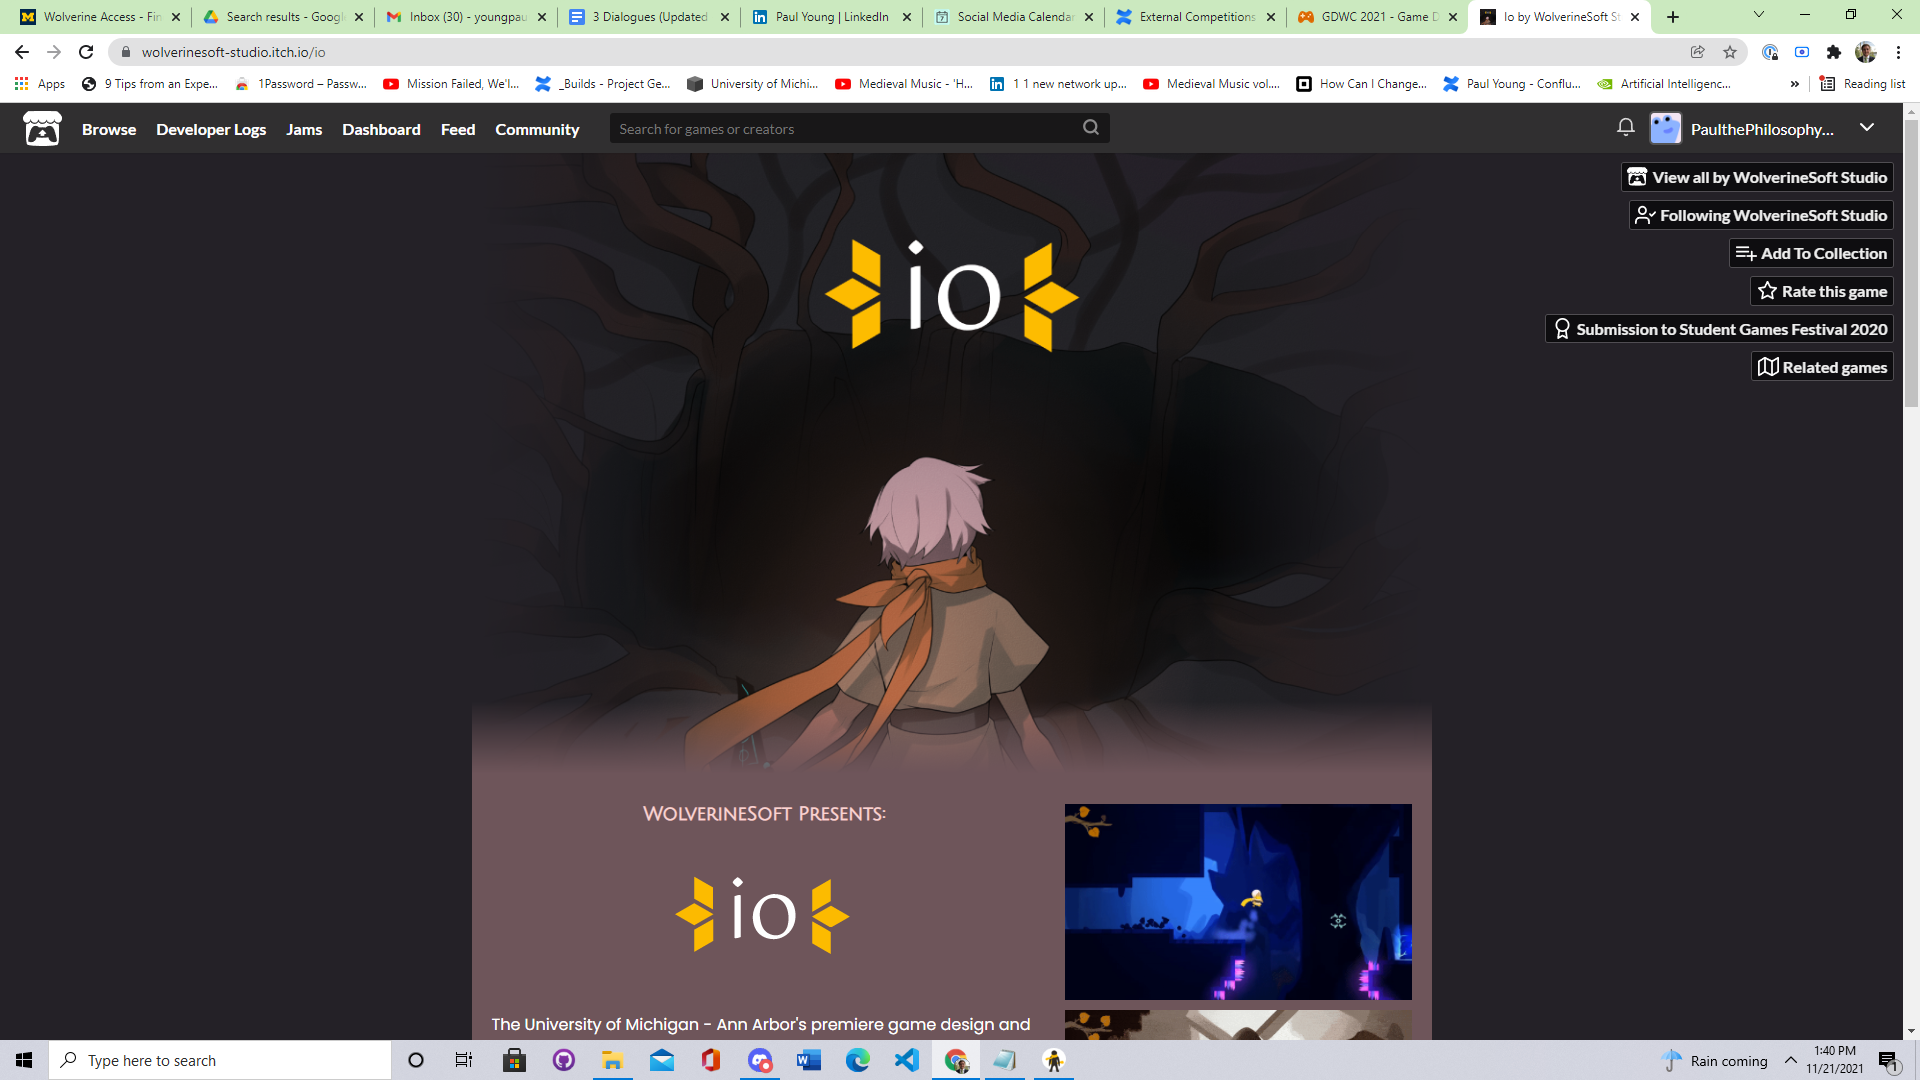 Wolverine Access - Fin
Search results - Googl
Inbox (30) - youngpau
3 Dialogues (Updated
Paul Young | LinkedIn
Social Media Calendar
External Competitions
GDWC 2021 - Game D
Io by WolverineSoft St
wolverinesoft-studio.itch.io/io
Apps
9 Tips from an Expe...
1Password – Passw...
Mission Failed, We'l...
_Builds - Project Ge...
University of Michi...
Medieval Music - 'H...
1 1 new network up...
Medieval Music vol....
How Can I Change...
Paul Young - Conflu...
Artificial Intelligenc...
»
Reading list
Browse
Developer Logs
Jams
Dashboard
Feed
Community
Search for games or creators
PaulthePhilosophy...
View all by WolverineSoft Studio
Following WolverineSoft Studio
Add To Collection
Rate this game
Submission to Student Games Festival 2020
Related games
io
WolverineSoft Presents:
io
The University of Michigan - Ann Arbor's premiere game design and
Type here to search
Rain coming
1:40 PM
11/21/2021
1